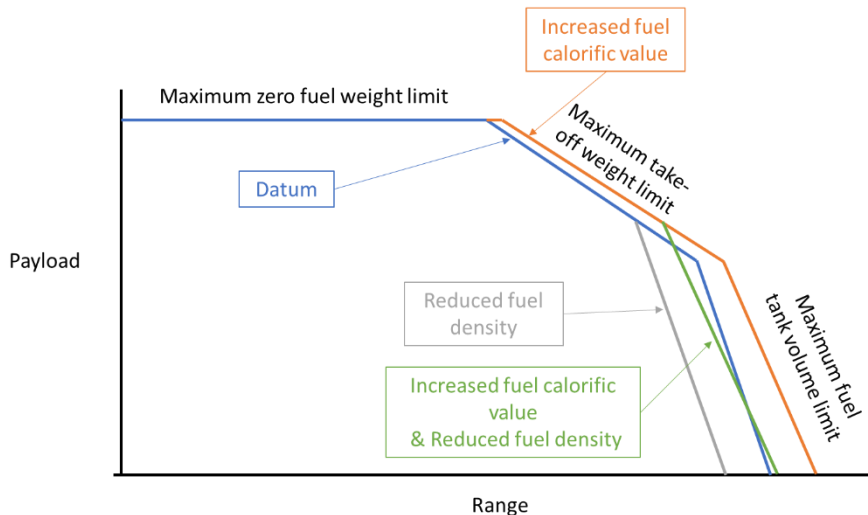 Increased fuel
calorific value
Maximum zero fuel weight limit
Maximum take-
off weight limit
Datum
Payload
Reduced fuel
density
Maximum fuel
tank volume limit
Increased fuel calorific
value
& Reduced fuel density
Range